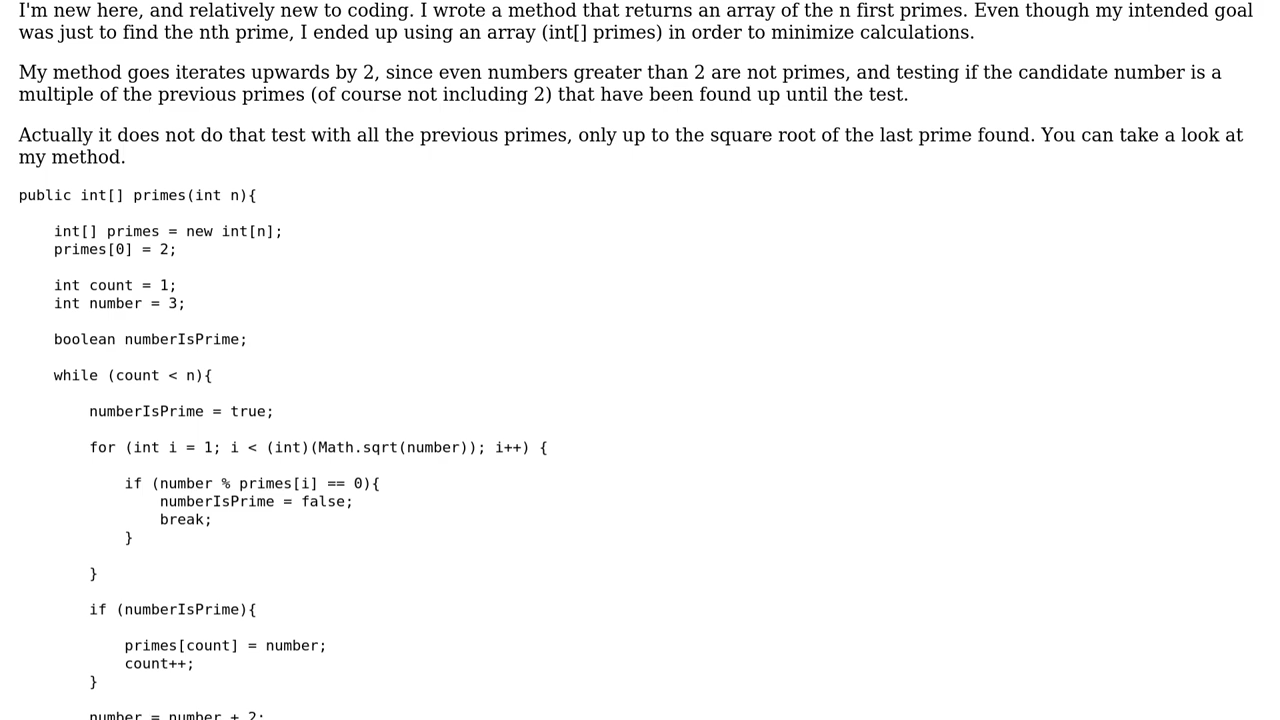 I'm new here, and relatively new to coding. I wrote a method that returns an array of the n first primes. Even though my intended goal
was just to find the nth prime, I ended up using an array (int[] primes) in order to minimize calculations.
My method goes iterates upwards by 2, since even numbers greater than 2 are not primes, and testing if the candidate number is a
multiple of the previous primes (of course not including 2) that have been found up until the test.
Actually it does not do that test with all the previous primes, only up to the square root of the last prime found. You can take a look at
my method.
public int[] primes(int n){
    int[] primes = new int[n];
    primes[0] = 2;
    int count = 1;
    int number = 3;
    boolean numberIsPrime;
    while (count < n){
        numberIsPrime = true;
        for (int i = 1; i < (int)(Math.sqrt(number)); i++) {
            if (number % primes[i] == 0){
                numberIsPrime = false;
                break;
            }
        }
        if (numberIsPrime){
            primes[count] = number;
            count++;
        }
        number = number + 2;